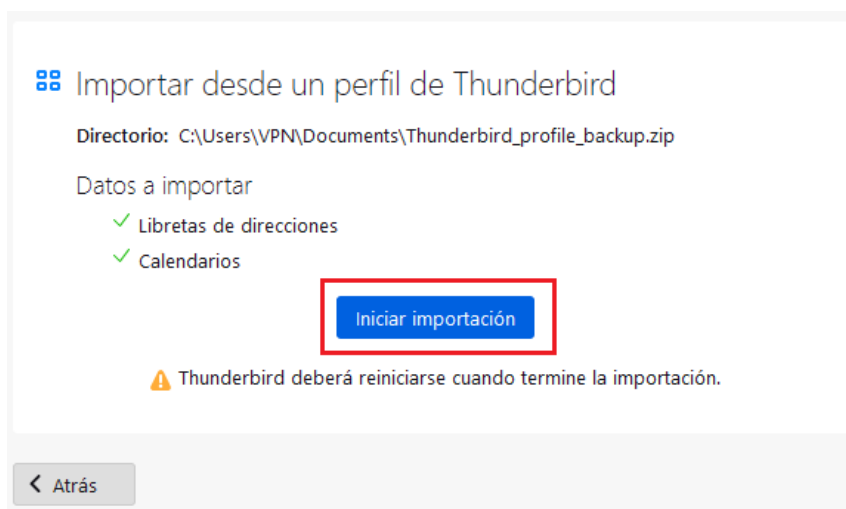 Importar desde un perfil de Thunderbird
Directorio: C:\Users\VPN\Documents\Thunderbird_profile_backup.zip
Datos a importar
Libretas de direcciones
Calendarios
Iniciar importación
Thunderbird deberá reiniciarse cuando termine la importación.
Atrás